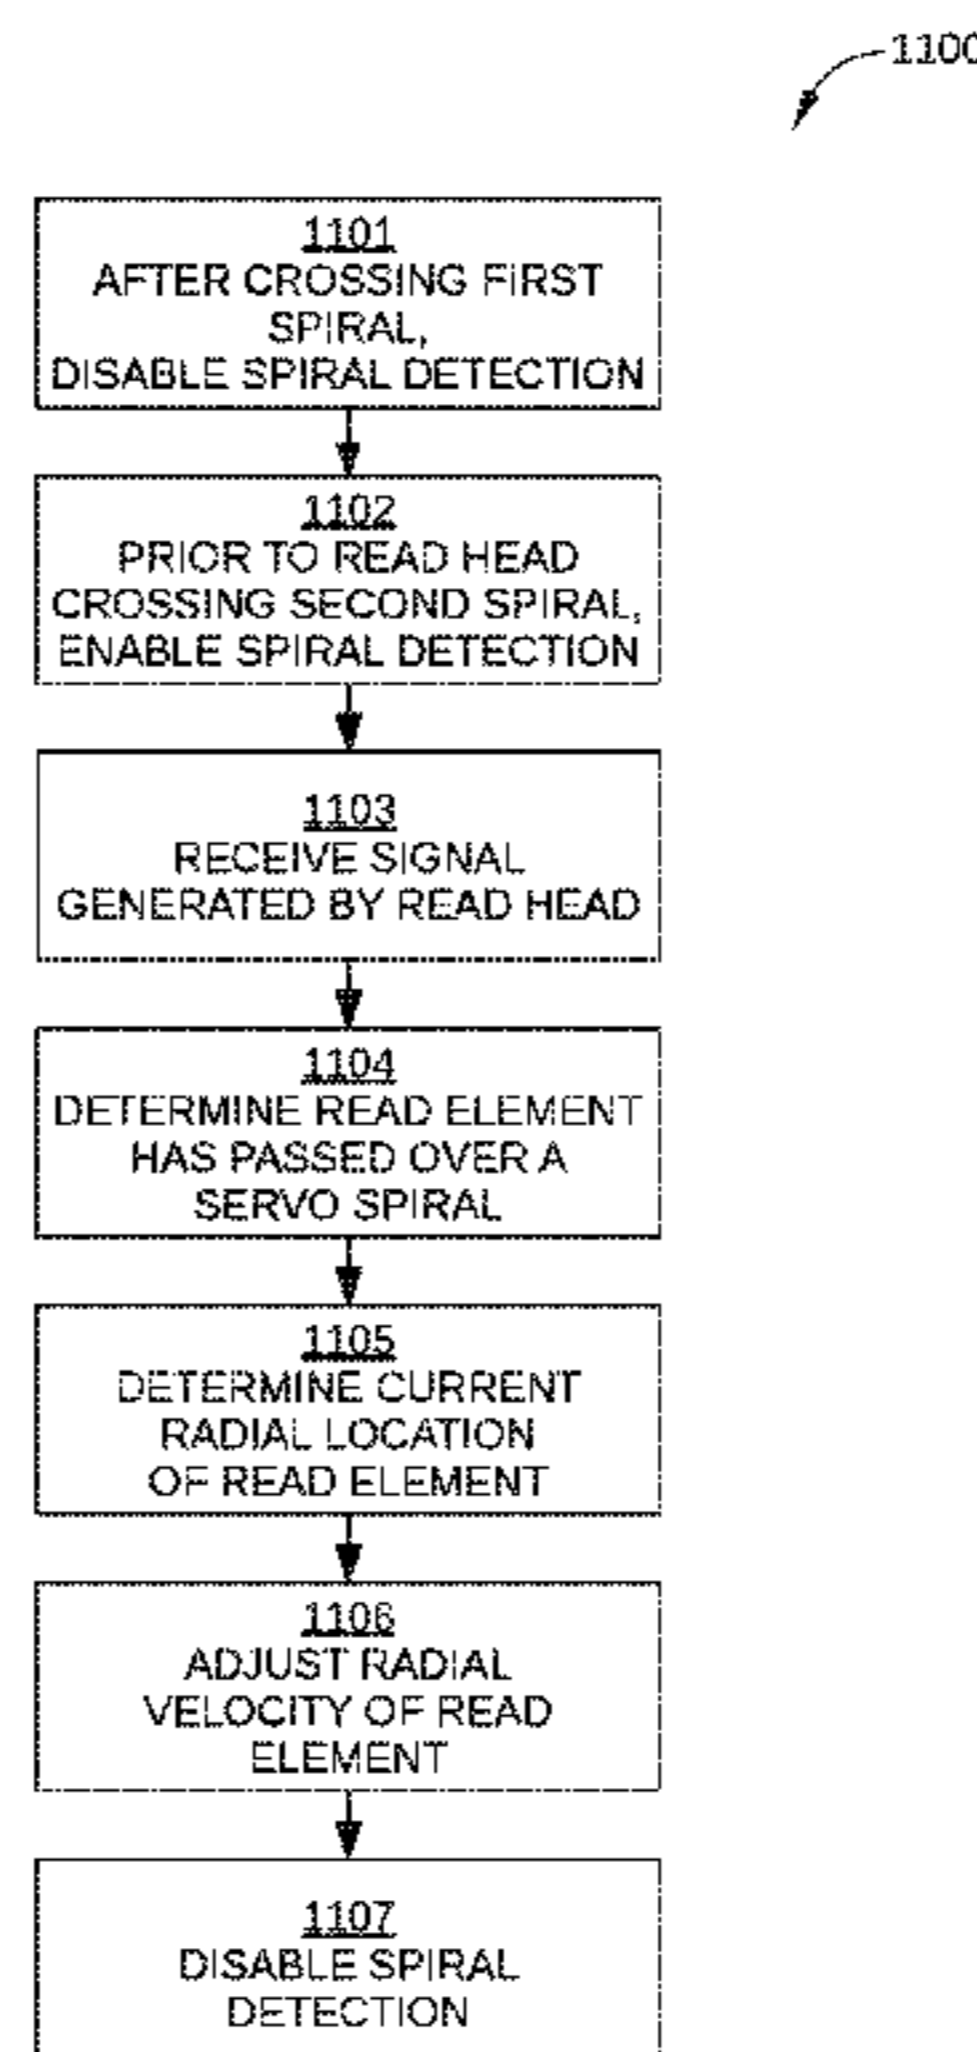 1100
1101
AFTER CROSSING FIRST
SPIRAL,
DISABLE SPIRAL DETECTION
1102
PRIOR TO READ HEAD
CROSSING SECOND SPIRAL,
ENABLE SPIRAL DETECTION
1103
RECEIVE SIGNAL
GENERATED BY READ HEAD
1104
DETERMINE READ ELEMENT
HAS PASSED OVER A
SERVO SPIRAL
1105
DETERMINE CURRENT
RADIAL LOCATION
OF READ ELEMENT
1106
ADJUST RADIAL
VELOCITY OF READ
ELEMENT
1107
DISABLE SPIRAL
DETECTION